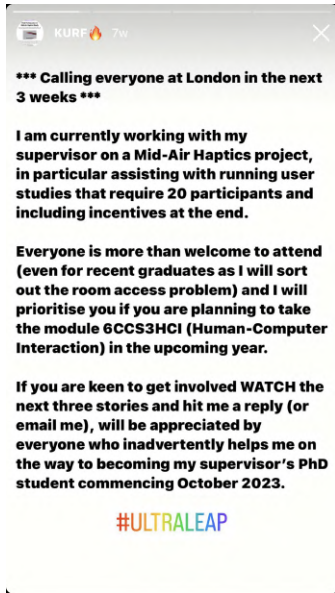 KURF🔥 7w
*** Calling everyone at London in the next
3 weeks ***
I am currently working with my
supervisor on a Mid-Air Haptics project,
in particular assisting with running user
studies that require 20 participants and
including incentives at the end.
Everyone is more than welcome to attend
(even for recent graduates as I will sort
out the room access problem) and I will
prioritise you if you are planning to take
the module 6CCS3HCI (Human-Computer
Interaction) in the upcoming year.
If you are keen to get involved WATCH the
next three stories and hit me a reply (or
email me), will be appreciated by
everyone who inadvertently helps me on
the way to becoming my supervisor's PhD
student commencing October 2023.
#ULTRALEAP